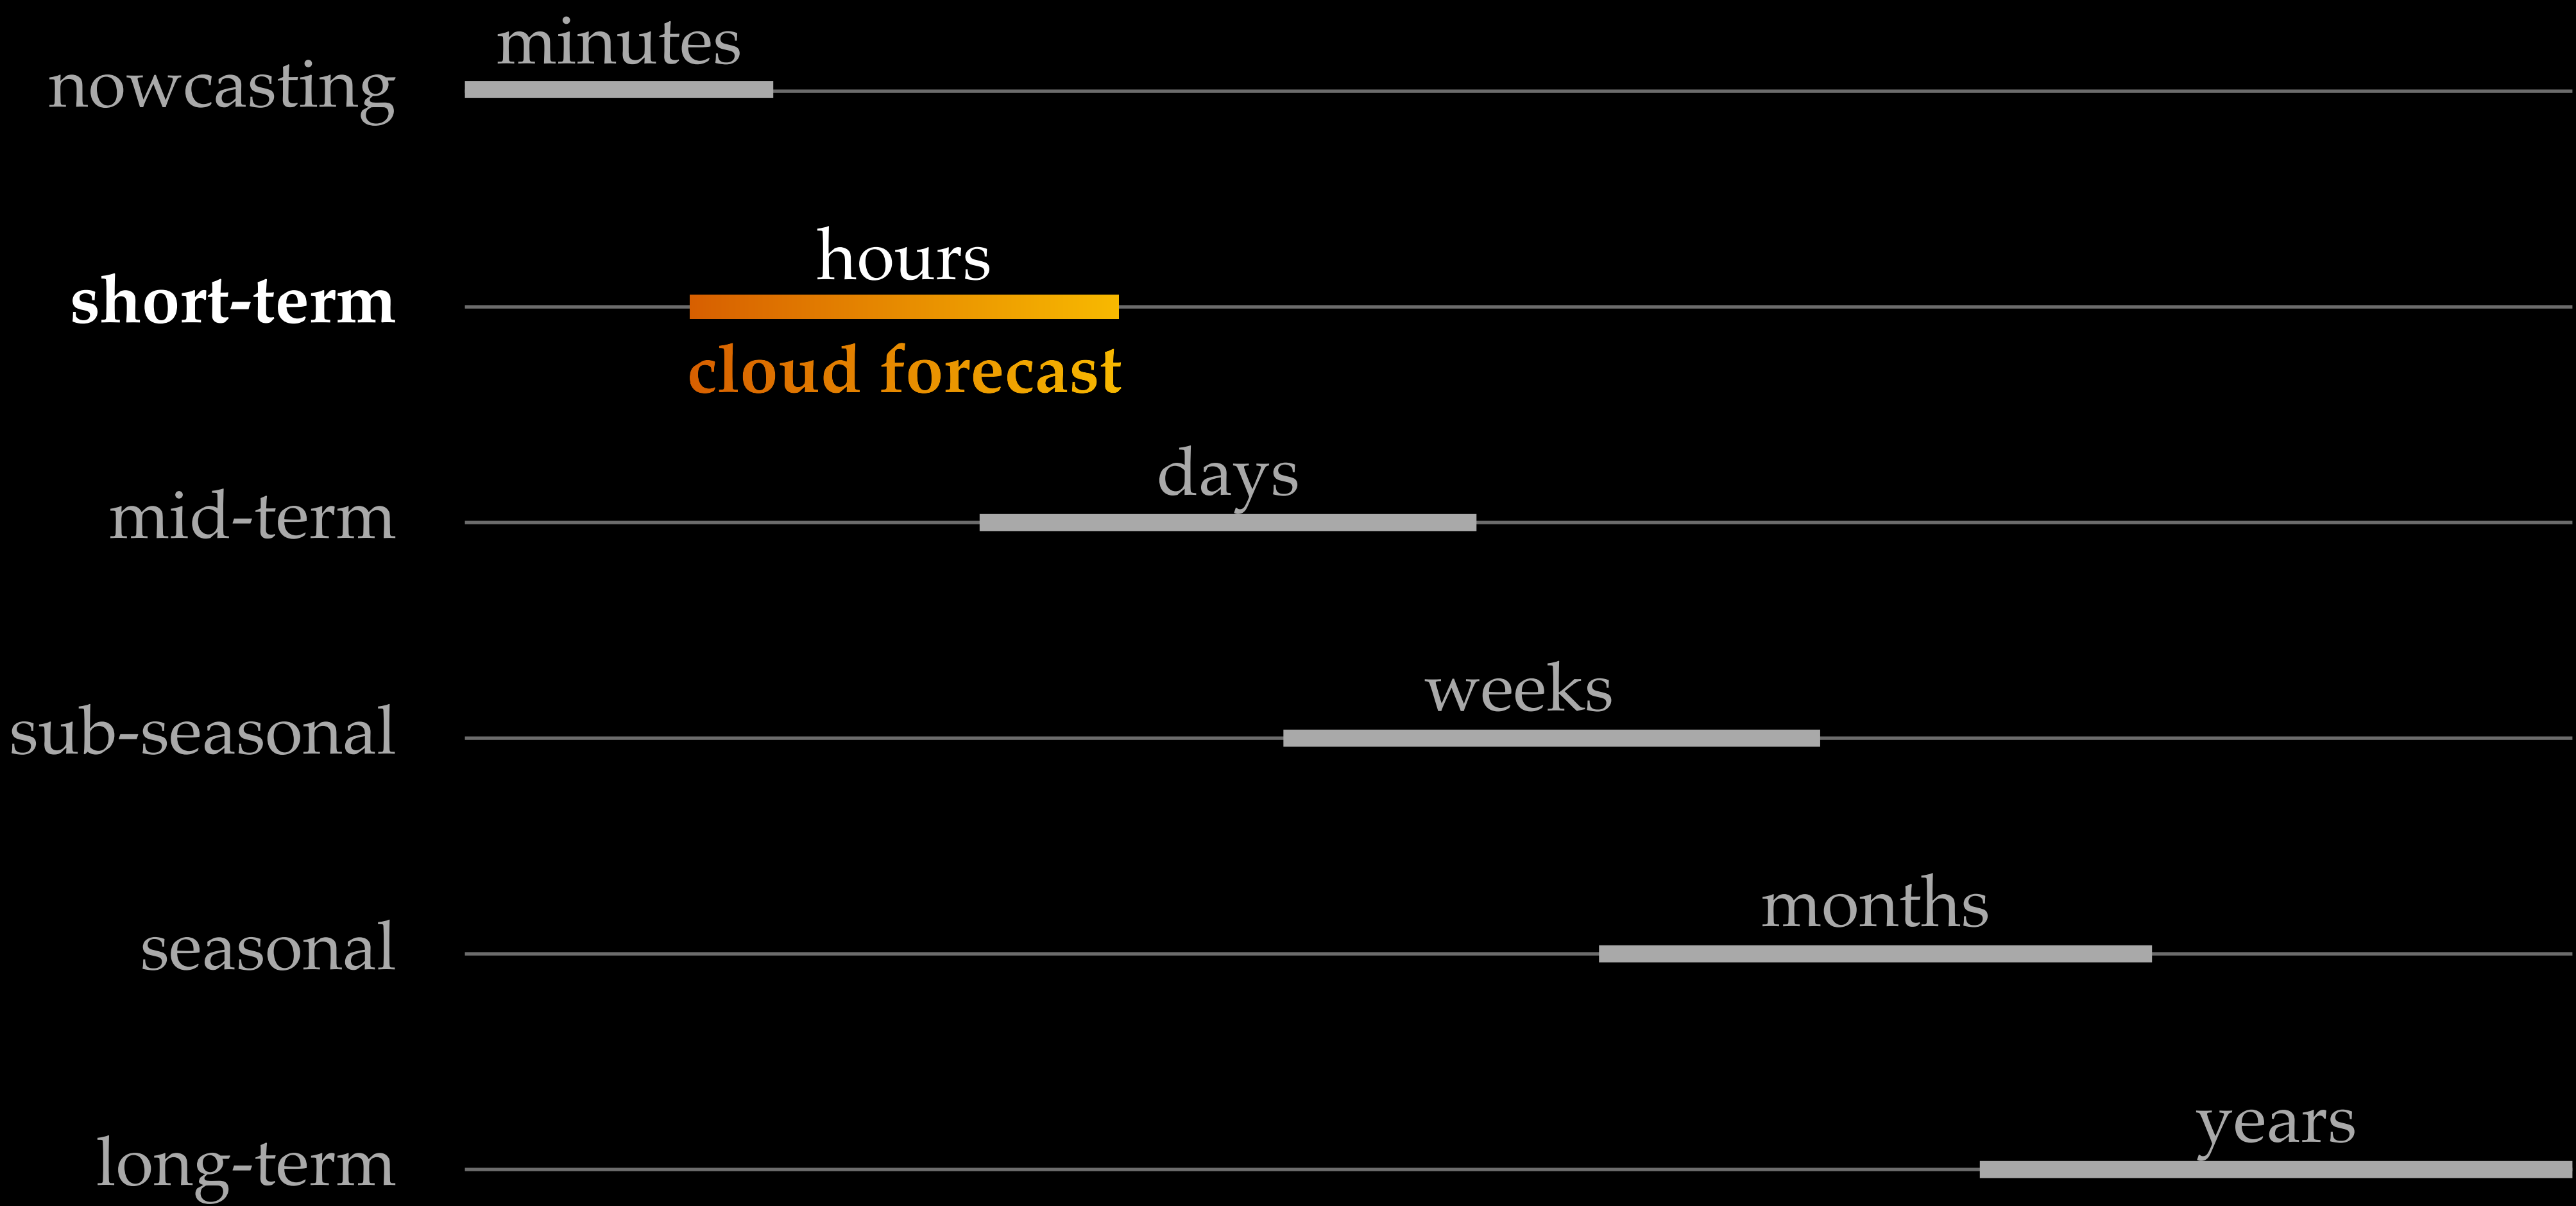 minutes
nowcasting
hours
short-term
cloud forecast
days
mid-term
weeks
sub-seasonal
months
seasonal
years
long-term